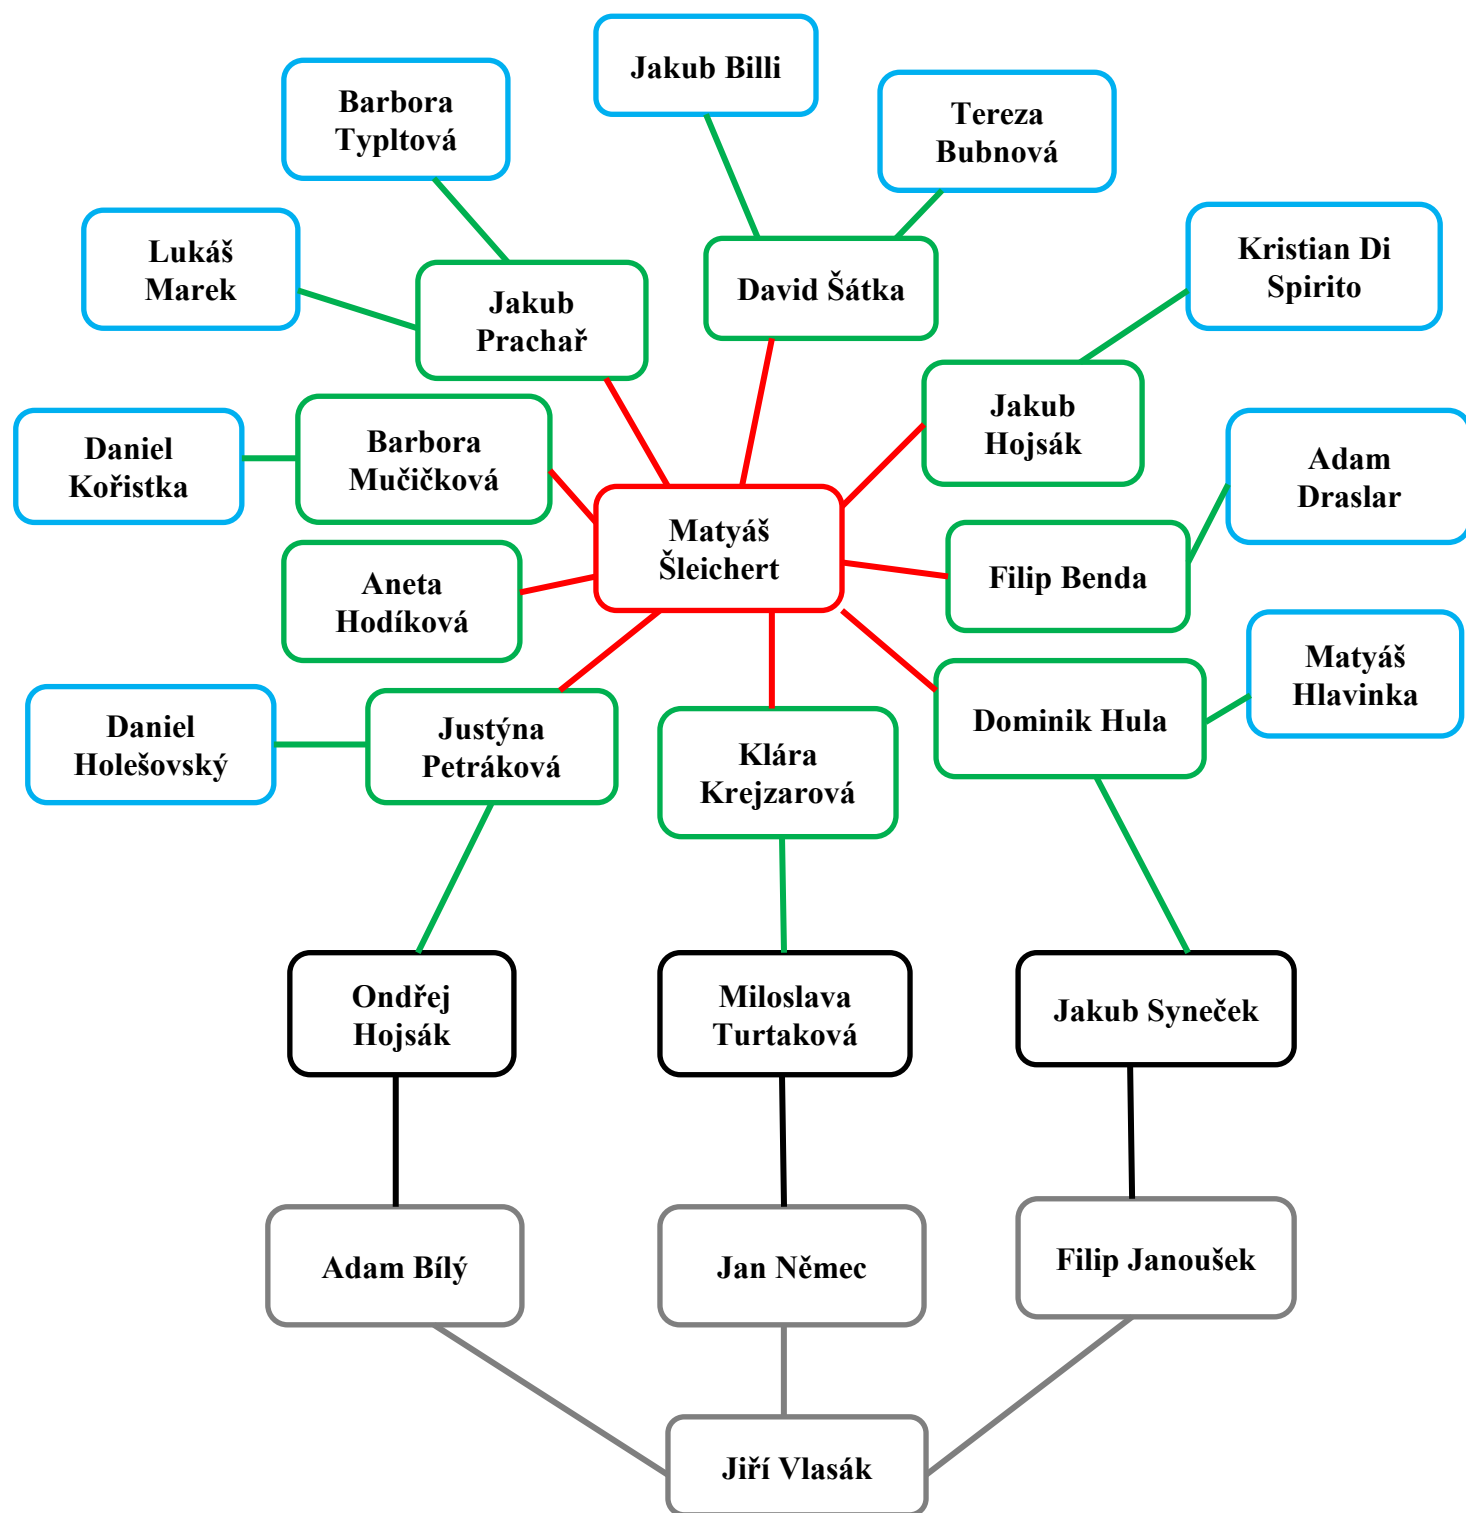 Jakub Billi
Barbora
Typltová
Tereza
Bubnová
Lukáš
Marek
Kristian Di
Spirito
David Šátka
Jakub
Prachař
Jakub
Hojsák
Daniel
Kořistka
Barbora
Mučičková
Adam
Draslar
Matyáš
Šleichert
Aneta
Hodíková
Filip Benda
Matyáš
Hlavinka
Daniel
Holešovský
Justýna
Petráková
Klára
Krejzarová
Dominik Hula
Ondřej
Hojsák
Miloslava
Turtaková
Jakub Syneček
Adam Bílý
Jan Němec
Filip Janoušek
Jiří Vlasák